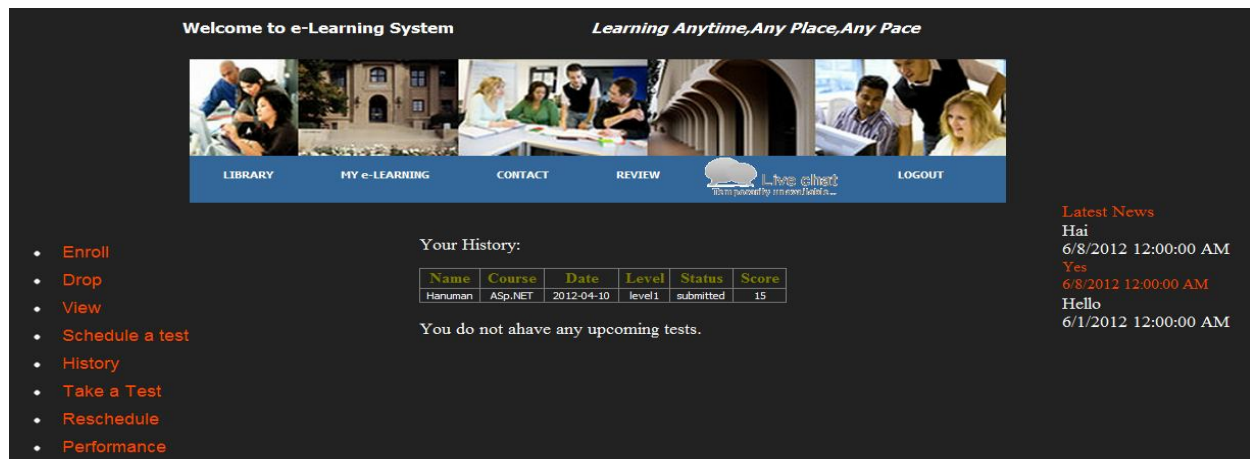 Welcome to e-Learning System
Learning Anytime,Any Place,Any Pace
LIBRARY MY e-LEARNING CONTACT REVIEW Live chat LOGOUT
Temporarily unavailable...
Enroll
Drop
View
Schedule a test
History
Take a Test
Reschedule
Performance
Your History:
Name Course Date Level Status Score
Hanuman ASp.NET 2012-04-10 level1 submitted 15
You do not ahave any upcoming tests.
Latest News
Hai
6/8/2012 12:00:00 AM
Yes
6/8/2012 12:00:00 AM
Hello
6/1/2012 12:00:00 AM